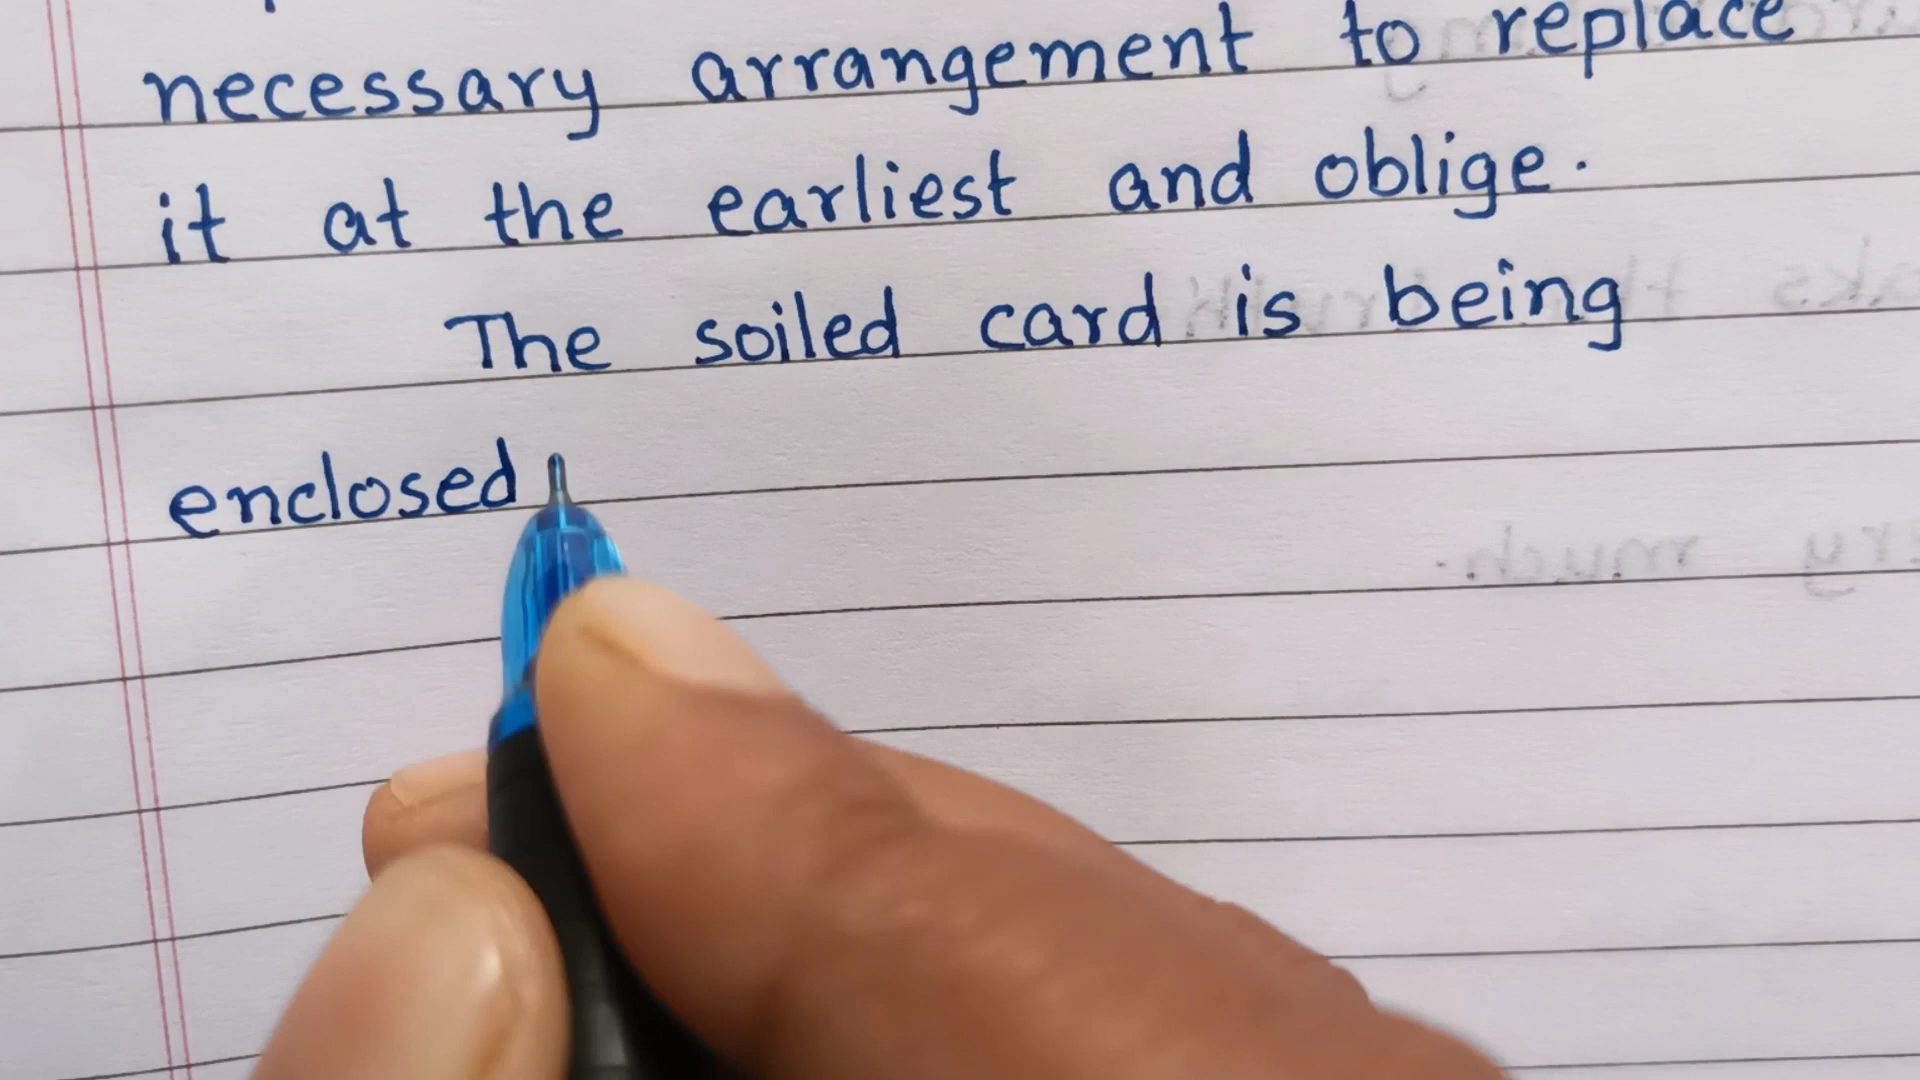 necessary arrangement to replace
it at the earliest and oblige.
The soiled card is being
enclosed